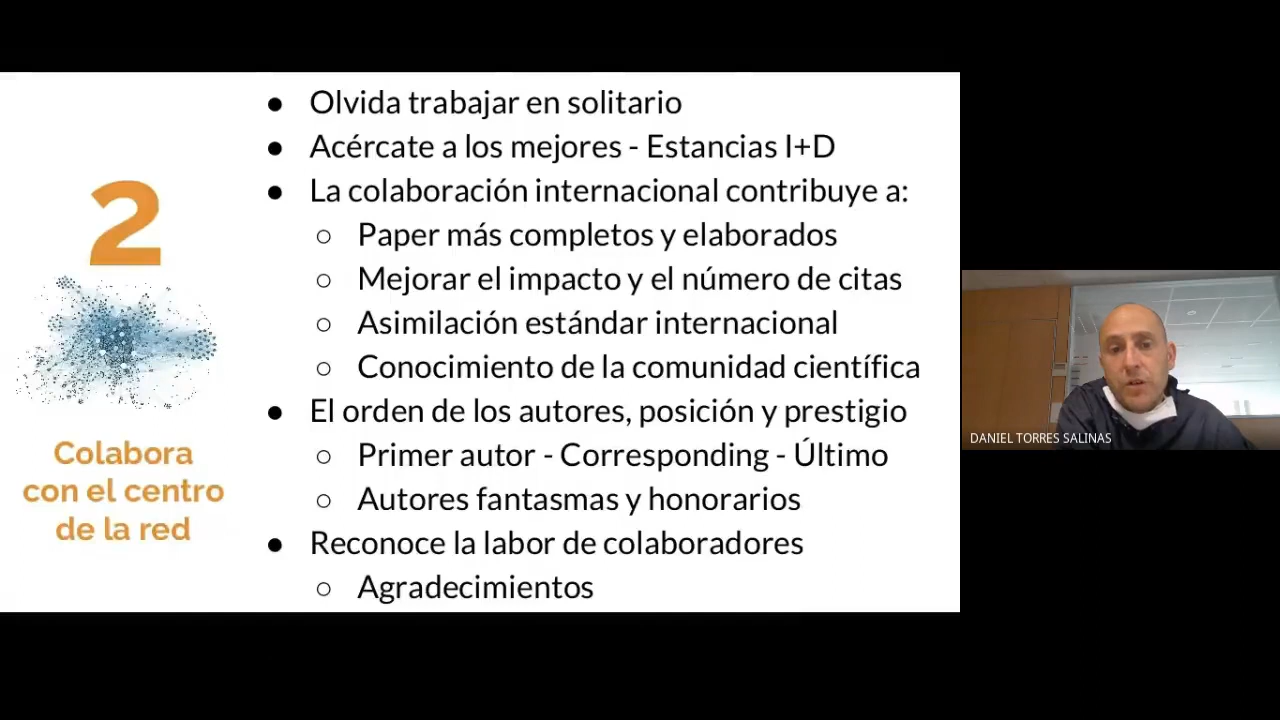 2
Colabora
con el centro
de la red
● Olvida trabajar en solitario
● Acércate a los mejores - Estancias I+D
● La colaboración internacional contribuye a:
○ Paper más completos y elaborados
○ Mejorar el impacto y el número de citas
○ Asimilación estándar internacional
○ Conocimiento de la comunidad científica
● El orden de los autores, posición y prestigio
○ Primer autor - Corresponding - Último
○ Autores fantasmas y honorarios
● Reconoce la labor de colaboradores
○ Agradecimientos
DANIEL TORRES SALINAS